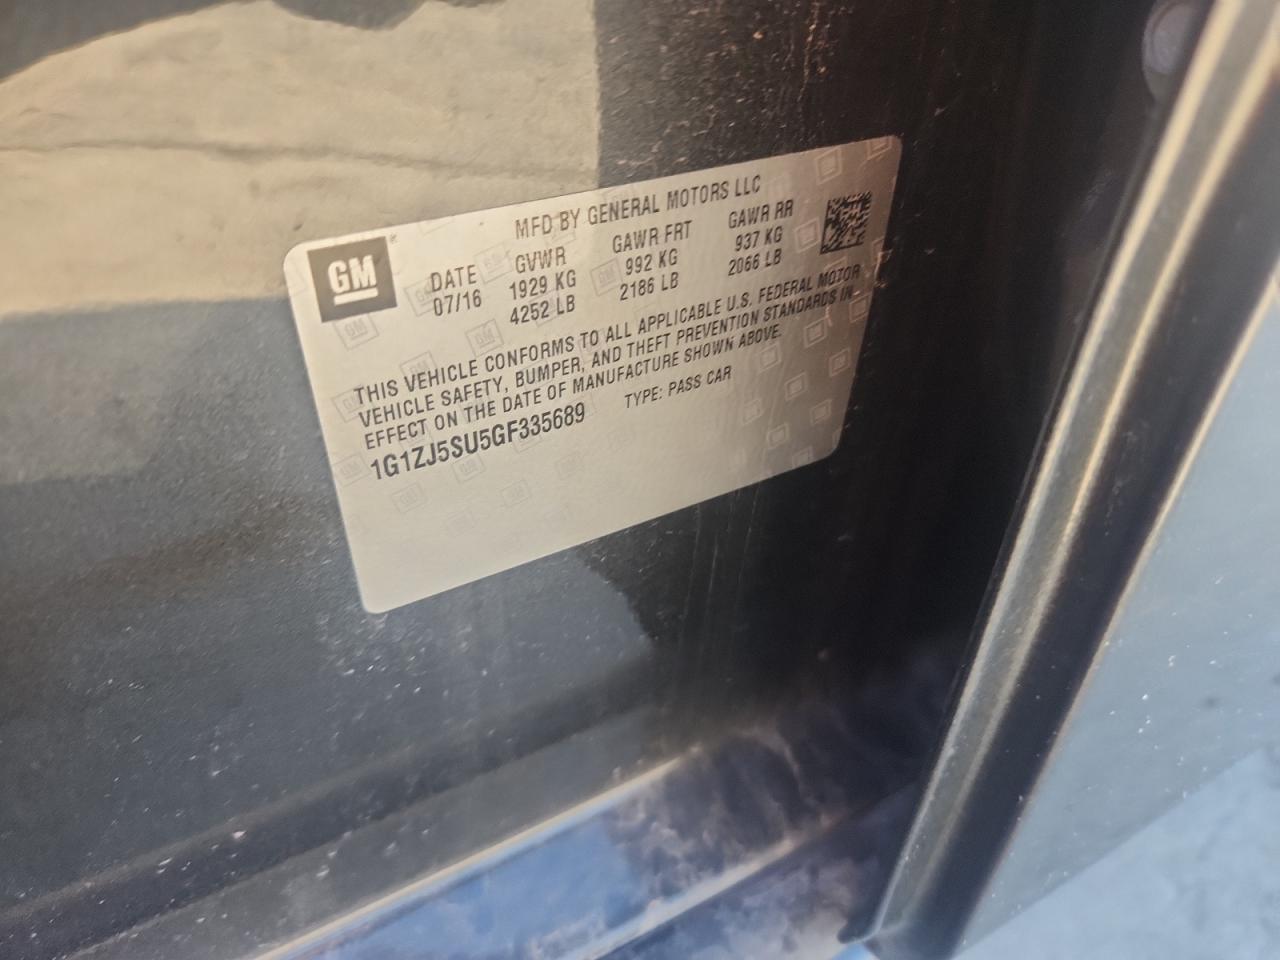 GM
MFD BY GENERAL MOTORS LLC
DATE GVWR GAWR FRT GAWR RR
07/16 1929 KG 992 KG 937 KG
4252 LB 2186 LB 2066 LB
THIS VEHICLE CONFORMS TO ALL APPLICABLE U.S. FEDERAL MOTOR
VEHICLE SAFETY, BUMPER, AND THEFT PREVENTION STANDARDS IN
EFFECT ON THE DATE OF MANUFACTURE SHOWN ABOVE.
1G1ZJ5SU5GF335689 TYPE: PASS CAR